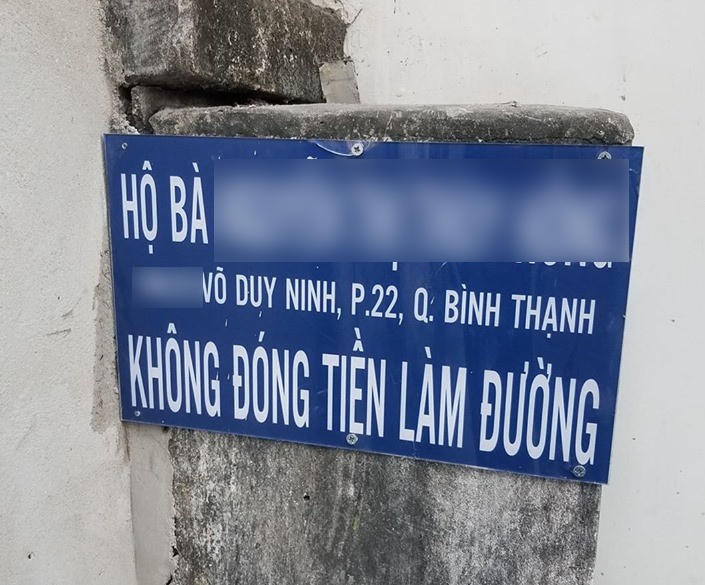 HỘ BÀ
VÕ DUY NINH, P.22, Q. BÌNH THẠNH
KHÔNG ĐÓNG TIỀN LÀM ĐƯỜNG